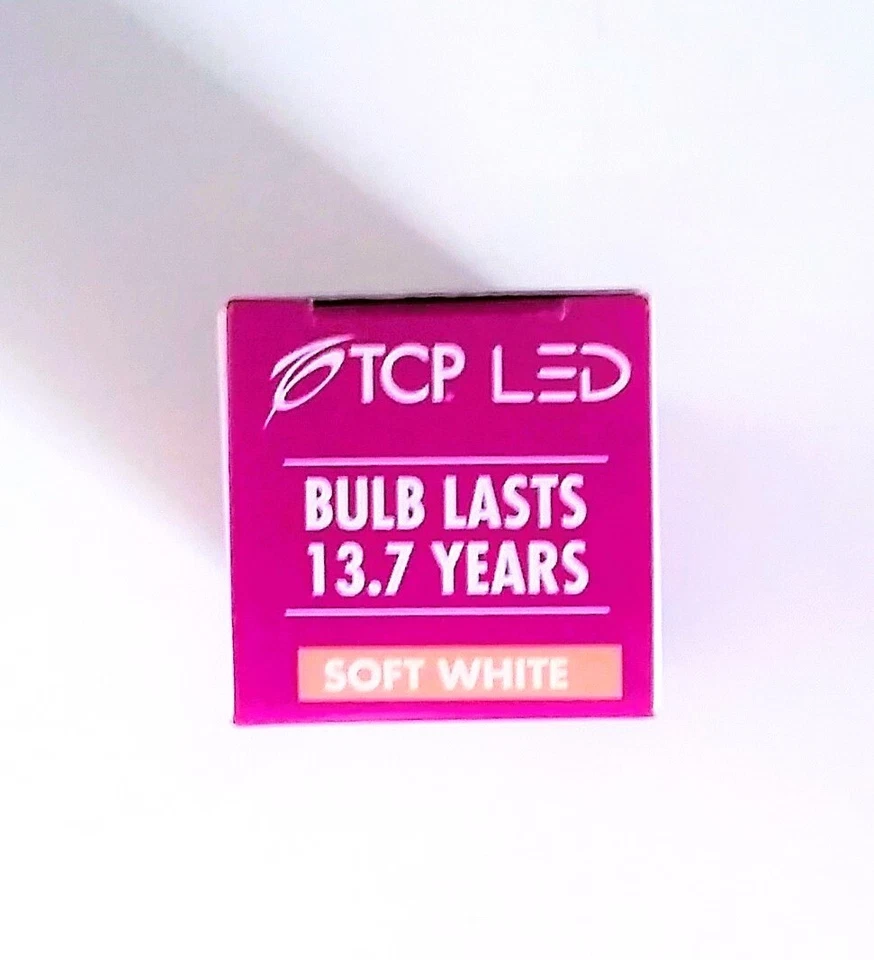 TCP LED
BULB LASTS
13.7 YEARS
SOFT WHITE